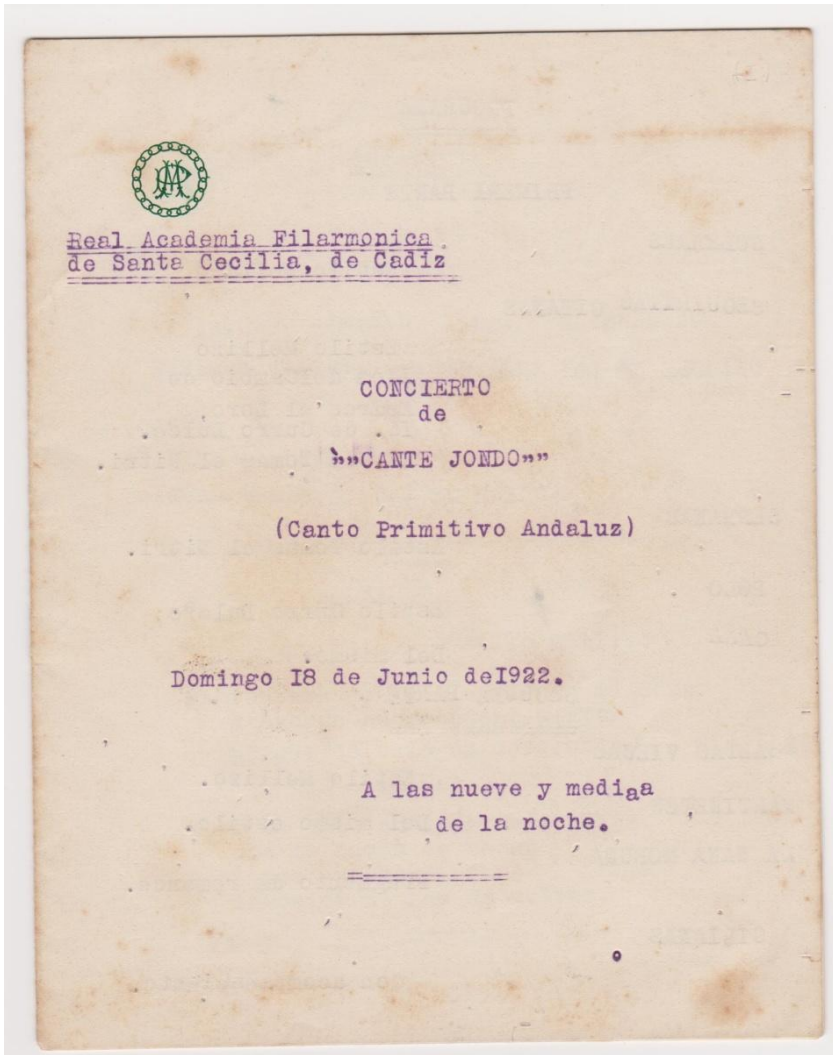 Real Academia Filarmonica
de Santa Cecilia, de Cadiz
CONCIERTO
de
""CANTE JONDO""
(Canto Primitivo Andaluz)
Domingo I8 de Junio deI922.
A las nueve y mediaa
de la noche.